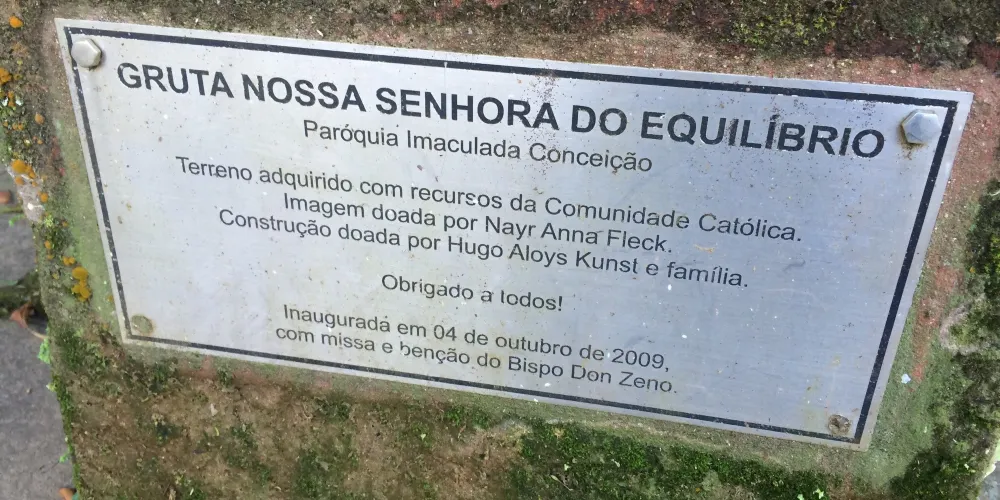 GRUTA NOSSA SENHORA DO EQUILÍBRIO
Paróquia Imaculada Conceição
Terreno adquirido com recursos da Comunidade Católica.
Imagem doada por Nayr Anna Fleck.
Construção doada por Hugo Aloys Kunst e família.
Obrigado a todos!
Inaugurada em 04 de outubro de 2009,
com missa e benção do Bispo Don Zeno.